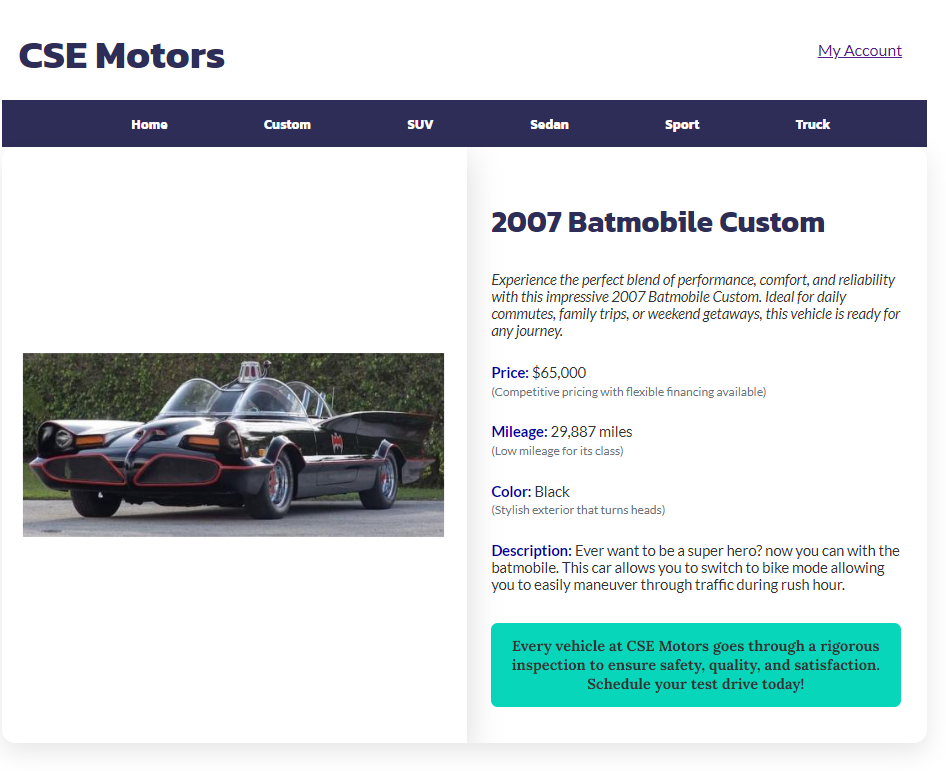 CSE Motors
My Account
Home Custom SUV Sedan Sport Truck
2007 Batmobile Custom
Experience the perfect blend of performance, comfort, and reliability
with this impressive 2007 Batmobile Custom. Ideal for daily
commutes, family trips, or weekend getaways, this vehicle is ready for
any journey.
Price: $65,000
(Competitive pricing with flexible financing available)
Mileage: 29,887 miles
(Low mileage for its class)
Color: Black
(Stylish exterior that turns heads)
Description: Ever want to be a super hero? now you can with the
batmobile. This car allows you to switch to bike mode allowing
you to easily maneuver through traffic during rush hour.
Every vehicle at CSE Motors goes through a rigorous
inspection to ensure safety, quality, and satisfaction.
Schedule your test drive today!